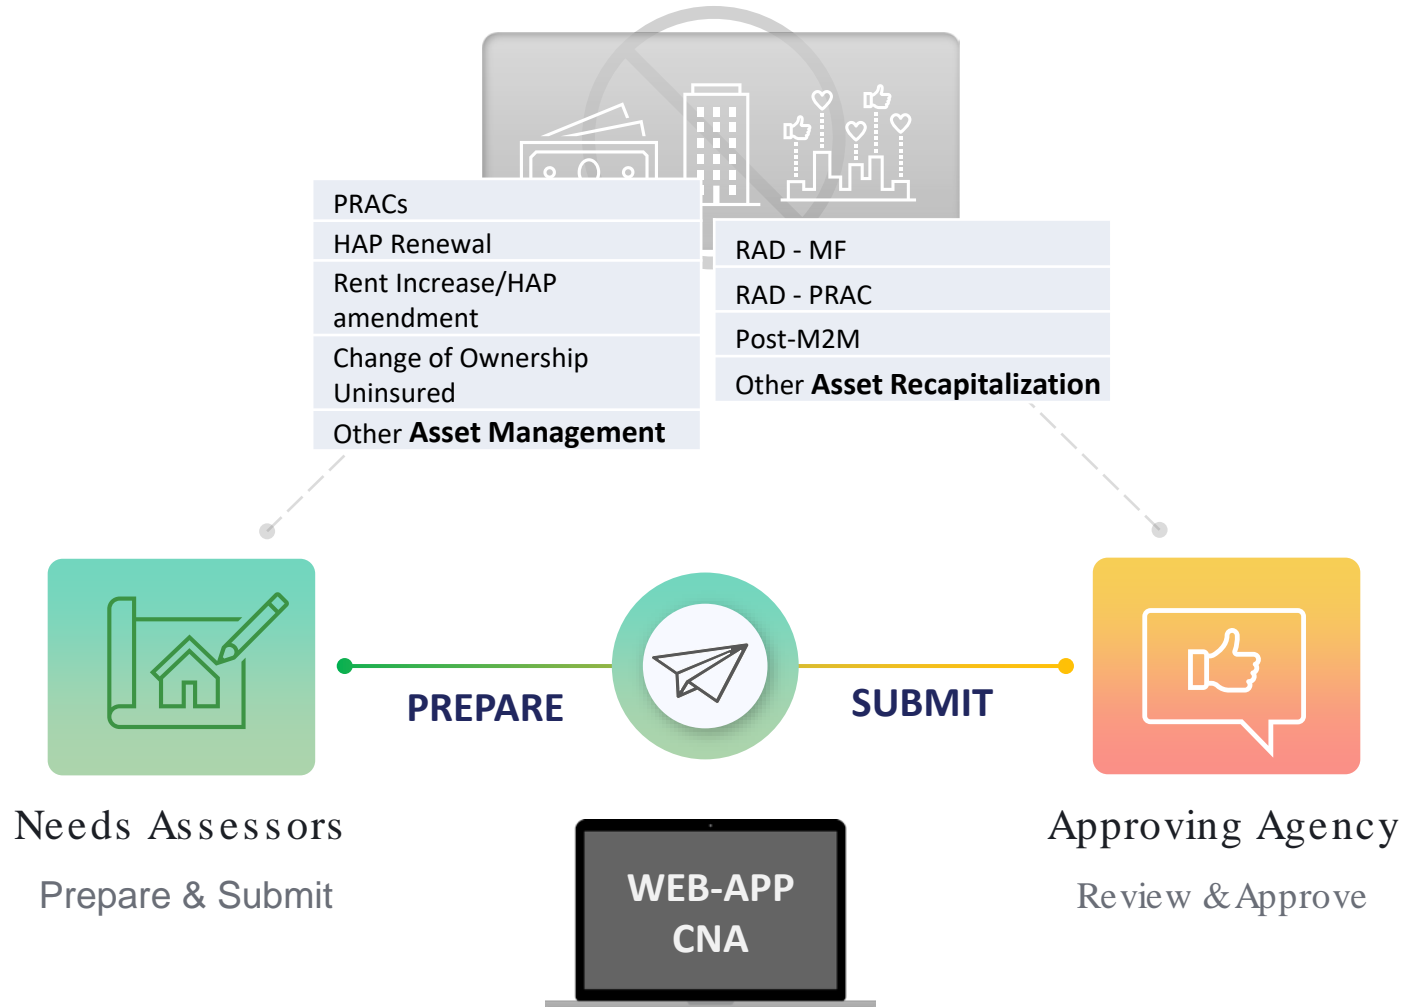 PRACs
HAP Renewal
Rent Increase/HAP
amendment
Change of Ownership
Uninsured
Other Asset Management
RAD - MF
RAD - PRAC
Post-M2M
Other Asset Recapitalization
PREPARE
SUBMIT
Needs Assessors
Prepare & Submit
WEB-APP
CNA
Approving Agency
Review & Approve